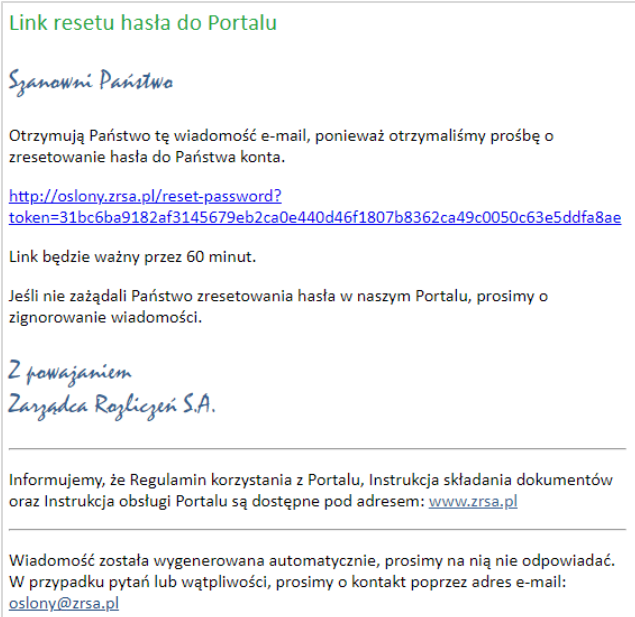 Link resetu hasła do Portalu
Szanowni Państwo
Otrzymują Państwo tę wiadomość e-mail, ponieważ otrzymaliśmy prośbę o
zresetowanie hasła do Państwa konta.
http://oslony.zrsa.pl/reset-password?
token=31bc6ba9182af3145679eb2ca0e440d46f1807b8362ca49c0050c63e5ddfa8ae
Link będzie ważny przez 60 minut.
Jeśli nie zażądali Państwo zresetowania hasła w naszym Portalu, prosimy o
zignorowanie wiadomości.
Z poważaniem
Zarządca Rozliczeń S.A.
Informujemy, że Regulamin korzystania z Portalu, Instrukcja składania dokumentów
oraz Instrukcja obsługi Portalu są dostępne pod adresem: www.zrsa.pl
Wiadomość została wygenerowana automatycznie, prosimy na nią nie odpowiadać.
W przypadku pytań lub wątpliwości, prosimy o kontakt poprzez adres e-mail:
oslony@zrsa.pl